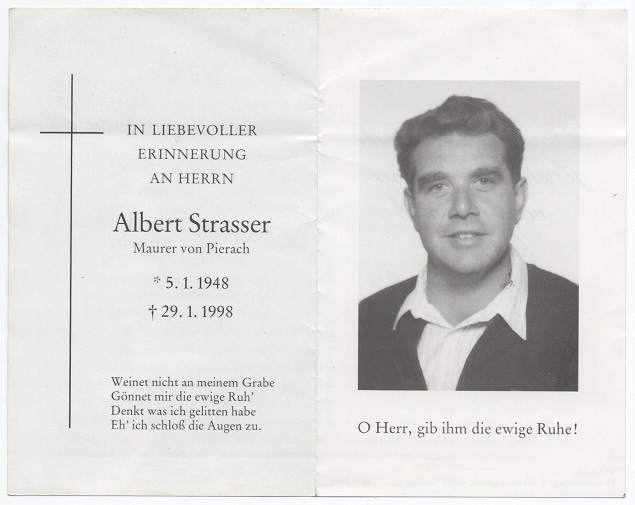 IN LIEBEVOLLER
ERINNERUNG
AN HERRN
Albert Strasser
Maurer von Pierach
* 5. 1. 1948
† 29. 1. 1998
Weinet nicht an meinem Grabe
Gönnet mir die ewige Ruh'
Denkt was ich gelitten habe
Eh' ich schloß die Augen zu.
O Herr, gib ihm die ewige Ruhe!